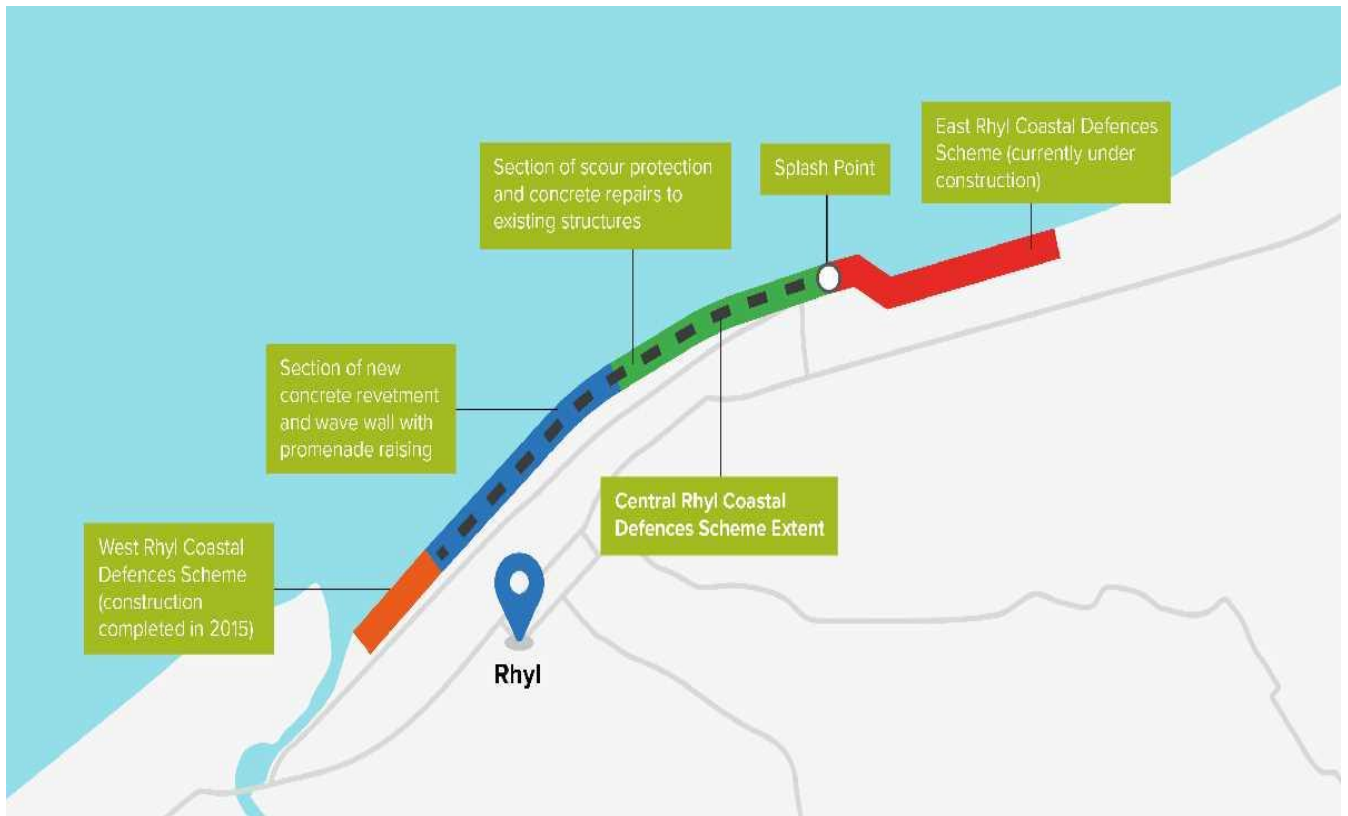 East Rhyl Coastal Defences
Scheme (currently under
construction)
Section of scour protection
and concrete repairs to
existing structures
Splash Point
Section of new
concrete revetment
and wave wall with
promenade raising
Central Rhyl Coastal
Defences Scheme Extent
West Rhyl Coastal
Defences Scheme
(construction
completed in 2015)
Rhyl